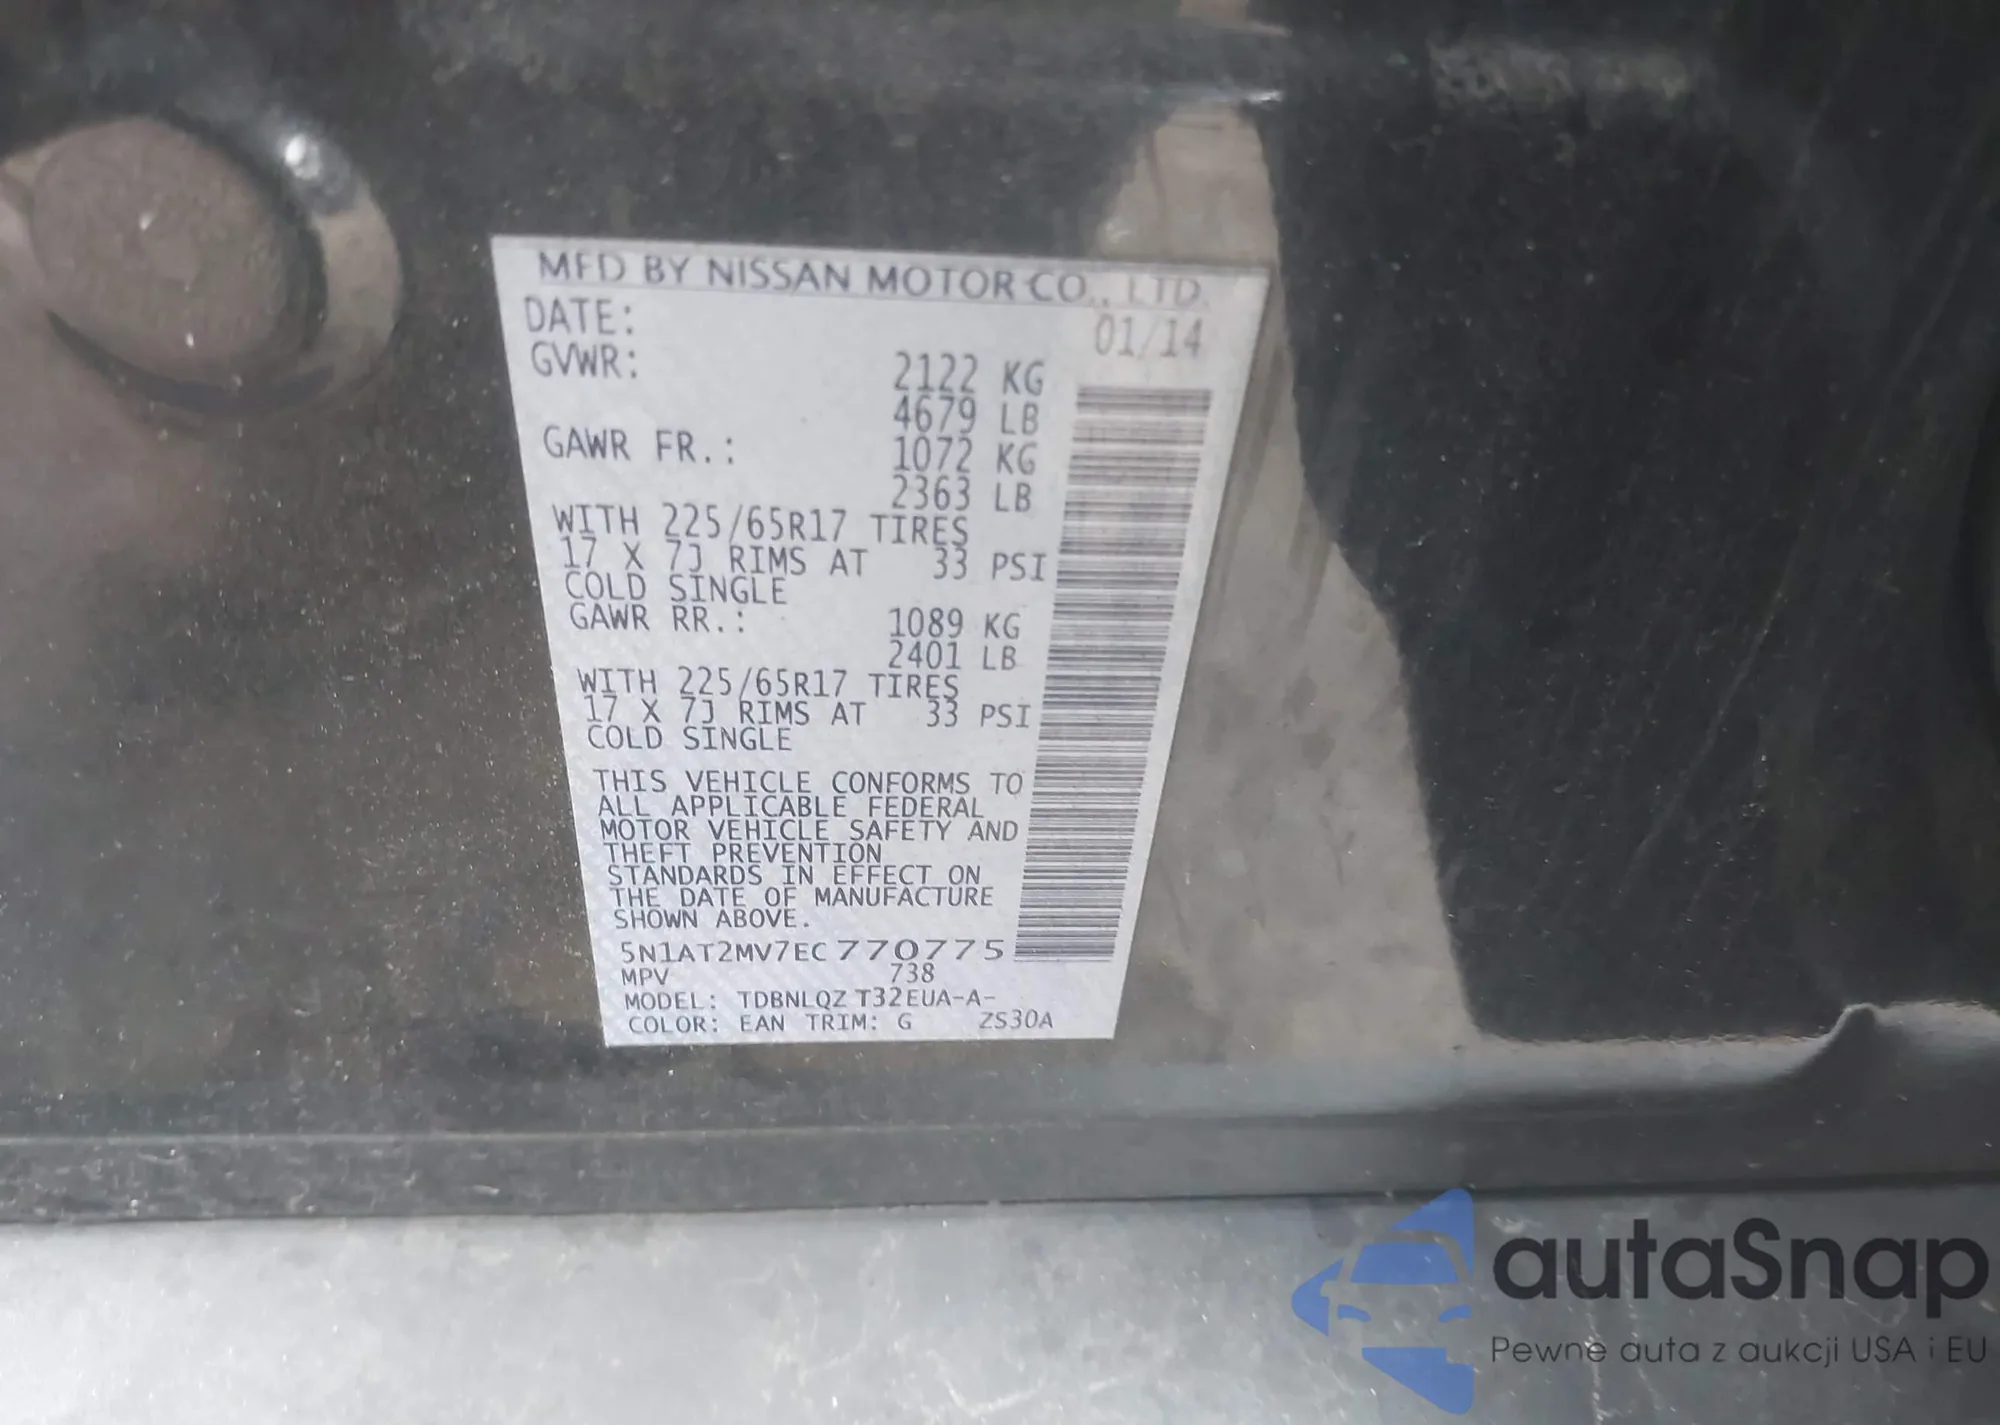 MFD BY NISSAN MOTOR CO., LTD.
DATE: 01/14
GVWR: 2122 KG
4679 LB
GAWR FR.: 1072 KG
2363 LB
WITH 225/65R17 TIRES
17 X 7J RIMS AT 33 PSI
COLD SINGLE
GAWR RR.: 1089 KG
2401 LB
WITH 225/65R17 TIRES
17 X 7J RIMS AT 33 PSI
COLD SINGLE
THIS VEHICLE CONFORMS TO
ALL APPLICABLE FEDERAL
MOTOR VEHICLE SAFETY AND
THEFT PREVENTION
STANDARDS IN EFFECT ON
THE DATE OF MANUFACTURE
SHOWN ABOVE.
5N1AT2MV7EC770775
MPV 738
MODEL: TDBNLQZ T32EUA-A-
COLOR: EAN TRIM: G ZS30A
autaSnap
Pewne auta z aukcji USA i EU